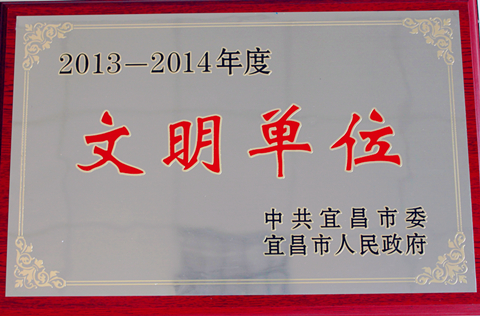 2013—2014年度
文明单位
中共宜昌市委
宜昌市人民政府